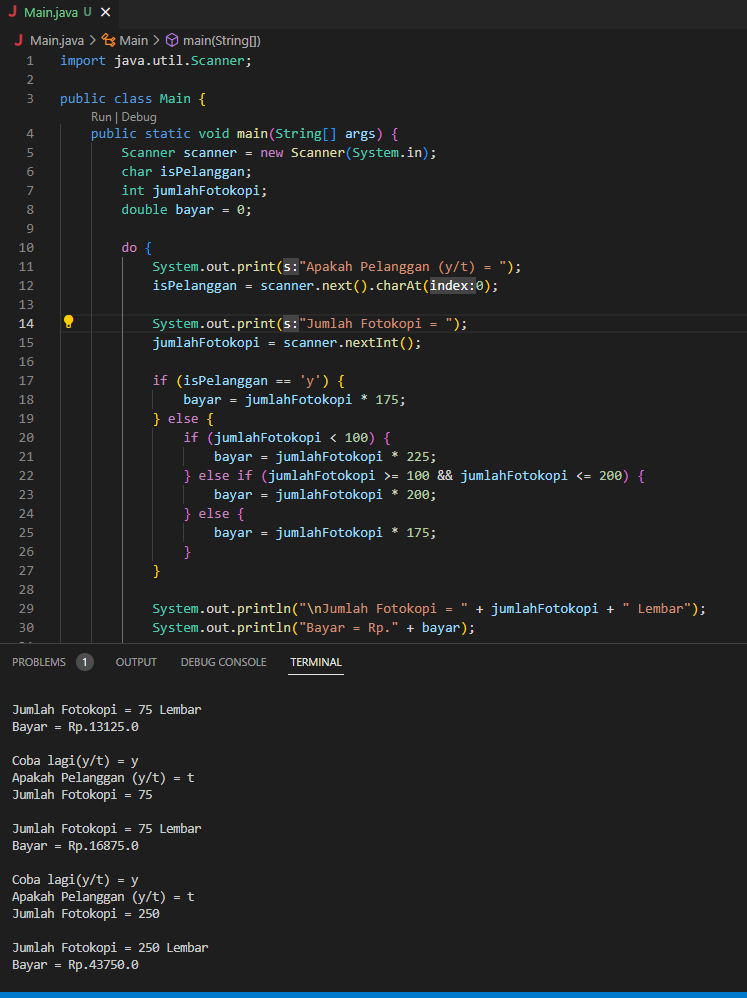 J Main.java U ×
J Main.java > Main > main(String[])
1 import java.util.Scanner;
2
3 public class Main {
Run | Debug
4 public static void main(String[] args) {
5 Scanner scanner = new Scanner(System.in);
6 char isPelanggan;
7 int jumlahFotokopi;
8 double bayar = 0;
9
10 do {
11 System.out.print(s:"Apakah Pelanggan (y/t) = ");
12 isPelanggan = scanner.next().charAt(index:0);
13
14 System.out.print(s:"Jumlah Fotokopi = ");
15 jumlahFotokopi = scanner.nextInt();
16
17 if (isPelanggan == 'y') {
18 bayar = jumlahFotokopi * 175;
19 } else {
20 if (jumlahFotokopi < 100) {
21 bayar = jumlahFotokopi * 225;
22 } else if (jumlahFotokopi >= 100 && jumlahFotokopi <= 200) {
23 bayar = jumlahFotokopi * 200;
24 } else {
25 bayar = jumlahFotokopi * 175;
26 }
27 }
28
29 System.out.println("\nJumlah Fotokopi = " + jumlahFotokopi + " Lembar");
30 System.out.println("Bayar = Rp." + bayar);
PROBLEMS 1 OUTPUT DEBUG CONSOLE TERMINAL
Jumlah Fotokopi = 75 Lembar
Bayar = Rp.13125.0
Coba lagi(y/t) = y
Apakah Pelanggan (y/t) = t
Jumlah Fotokopi = 75
Jumlah Fotokopi = 75 Lembar
Bayar = Rp.16875.0
Coba lagi(y/t) = y
Apakah Pelanggan (y/t) = t
Jumlah Fotokopi = 250
Jumlah Fotokopi = 250 Lembar
Bayar = Rp.43750.0